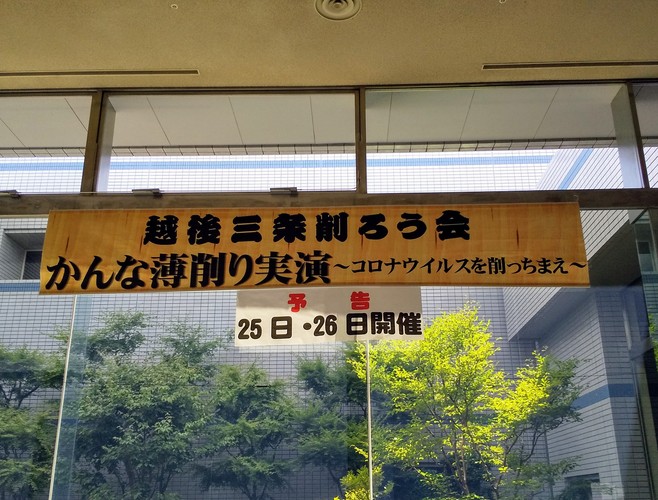 越後三条削ろう会
かんな薄削り実演～コロナウイルスを削っちまえ～
予告
25日・26日開催